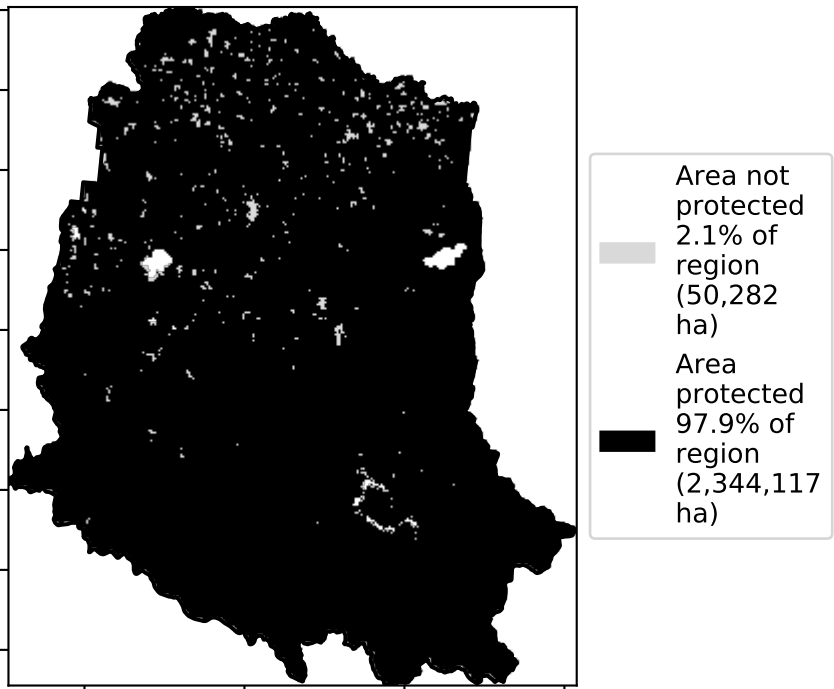 Area not
protected
2.1% of
region
(50,282
ha)
Area
protected
97.9% of
region
(2,344,117
ha)